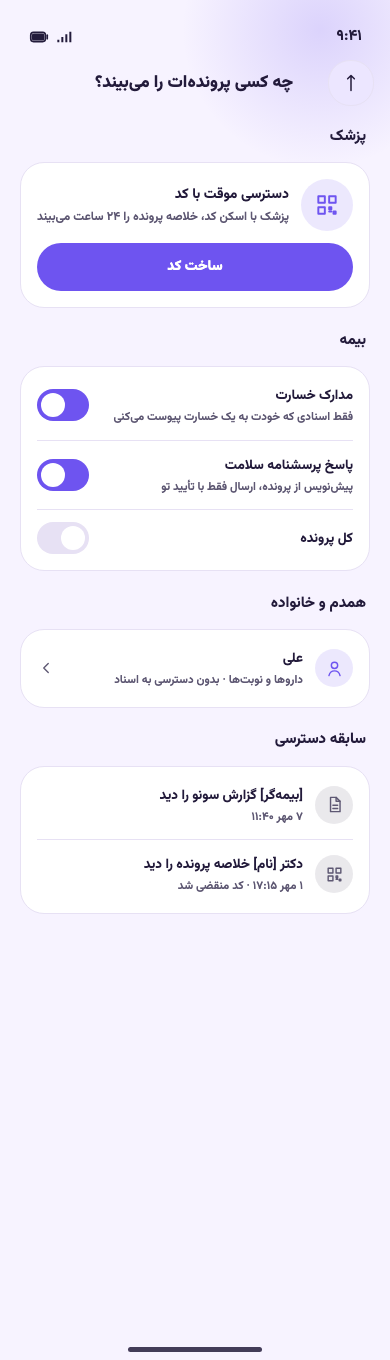 ۹:۴۱
چه کسی پرونده‌ات را می‌بیند؟
پزشک
دسترسی موقت با کد
پزشک با اسکن کد، خلاصه پرونده را ۲۴ ساعت می‌بیند
ساخت کد
بیمه
مدارک خسارت
فقط اسنادی که خودت به یک خسارت پیوست می‌کنی
پاسخ پرسشنامه سلامت
پیش‌نویس از پرونده، ارسال فقط با تأیید تو
کل پرونده
همدم و خانواده
علی
داروها و نوبت‌ها · بدون دسترسی به اسناد
سابقه دسترسی
[بیمه‌گر] گزارش سونو را دید
۷ مهر ۱۱:۴۰
دکتر [نام] خلاصه پرونده را دید
۱ مهر ۱۷:۱۵ · کد منقضی شد